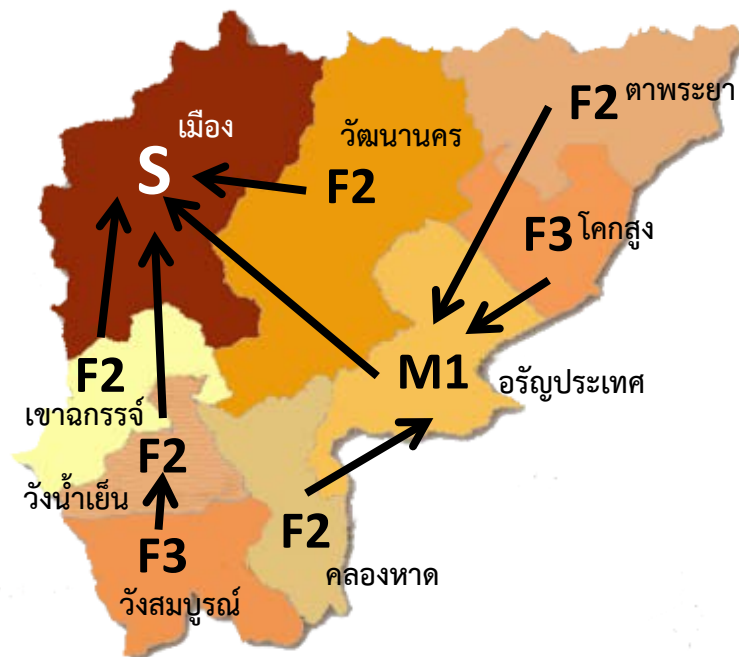 F2 ตาพระยา
เมือง
วัฒนานคร
S
F2
F3 โคกสูง
M1 อรัญประเทศ
F2
เขาฉกรรจ์
F2
วังน้ำเย็น
F2
คลองหาด
F3
วังสมบูรณ์